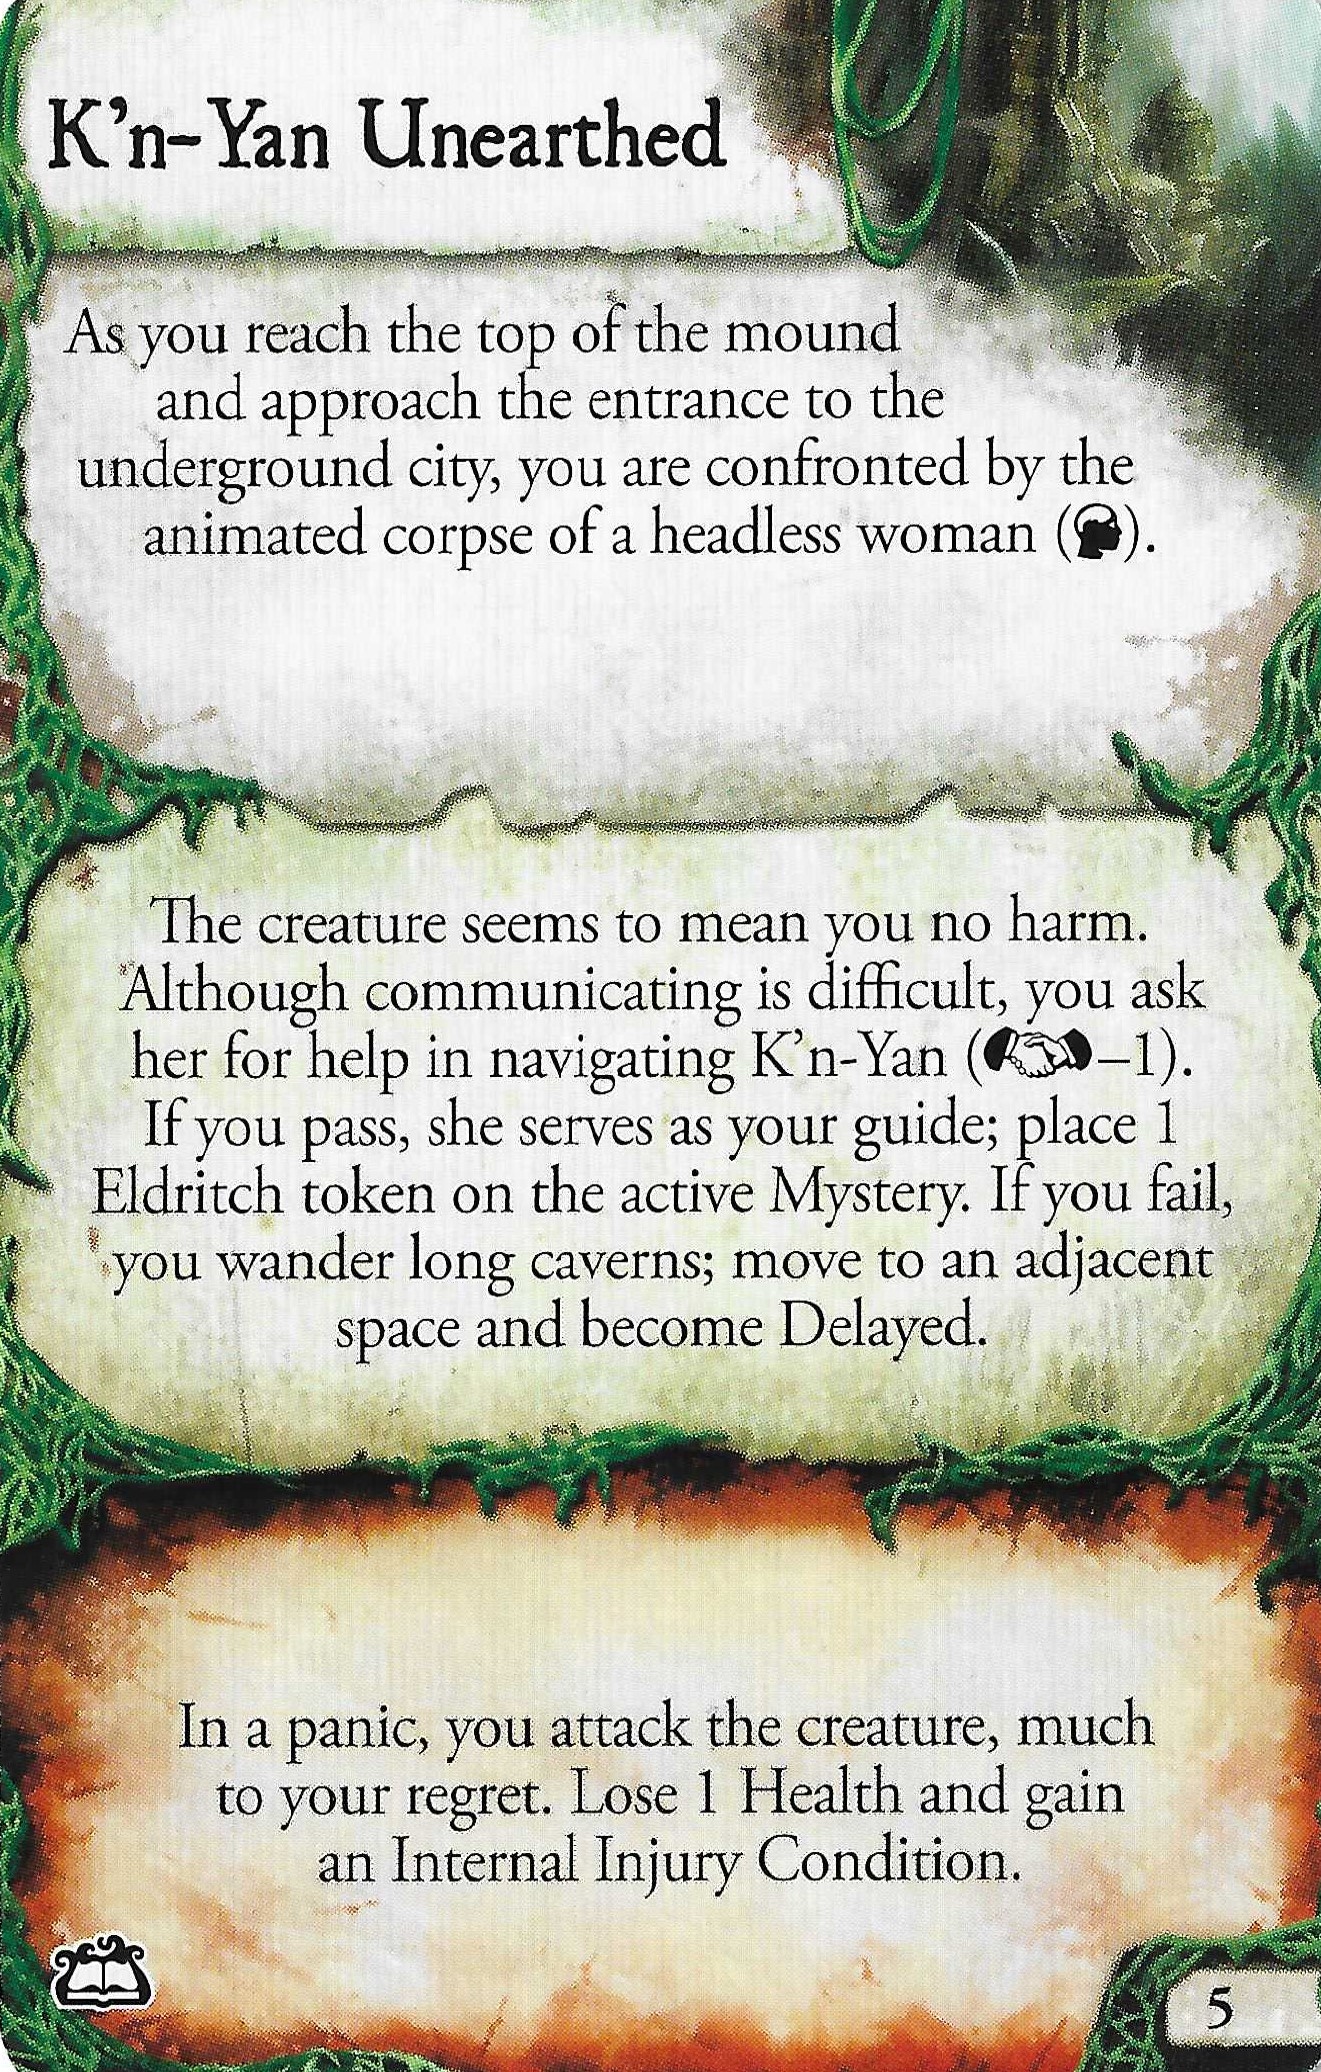 K'n-Yan Unearthed
As you reach the top of the mound
and approach the entrance to the
underground city, you are confronted by the
animated corpse of a headless woman ( ).
The creature seems to mean you no harm.
Although communicating is difficult, you ask
her for help in navigating K'n-Yan ( –1).
If you pass, she serves as your guide; place 1
Eldritch token on the active Mystery. If you fail,
you wander long caverns; move to an adjacent
space and become Delayed.
In a panic, you attack the creature, much
to your regret. Lose 1 Health and gain
an Internal Injury Condition.
5